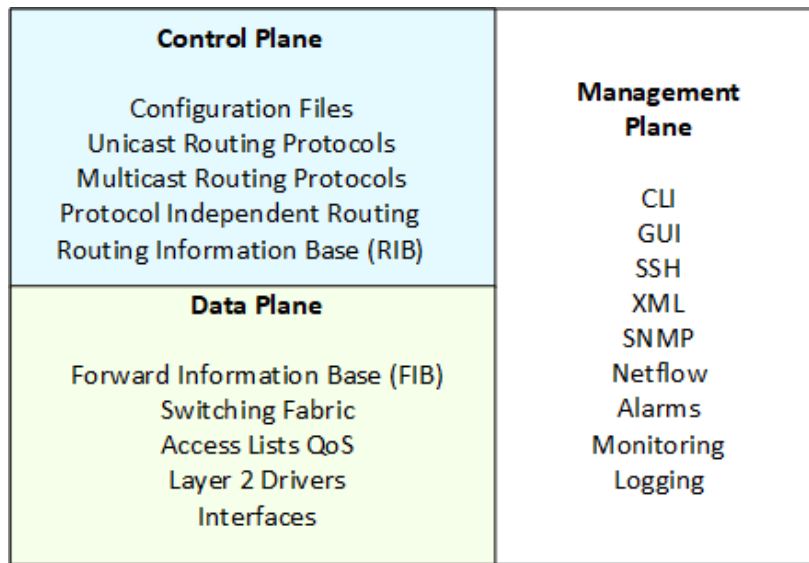 Control Plane
Configuration Files
Unicast Routing Protocols
Multicast Routing Protocols
Protocol Independent Routing
Routing Information Base (RIB)
Data Plane
Forward Information Base (FIB)
Switching Fabric
Access Lists QoS
Layer 2 Drivers
Interfaces
Management
Plane
CLI
GUI
SSH
XML
SNMP
Netflow
Alarms
Monitoring
Logging